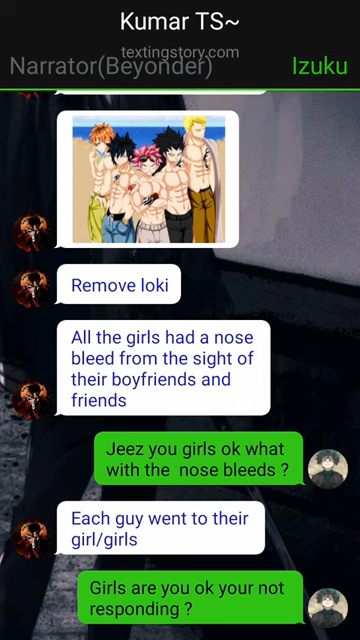 Kumar TS~
textingstory.com
Narrator(Beyonder)
Izuku
Remove loki
All the girls had a nose
bleed from the sight of
their boyfriends and
friends
Jeez you girls ok what
with the  nose bleeds ?
Each guy went to their
girl/girls
Girls are you ok your not
responding ?